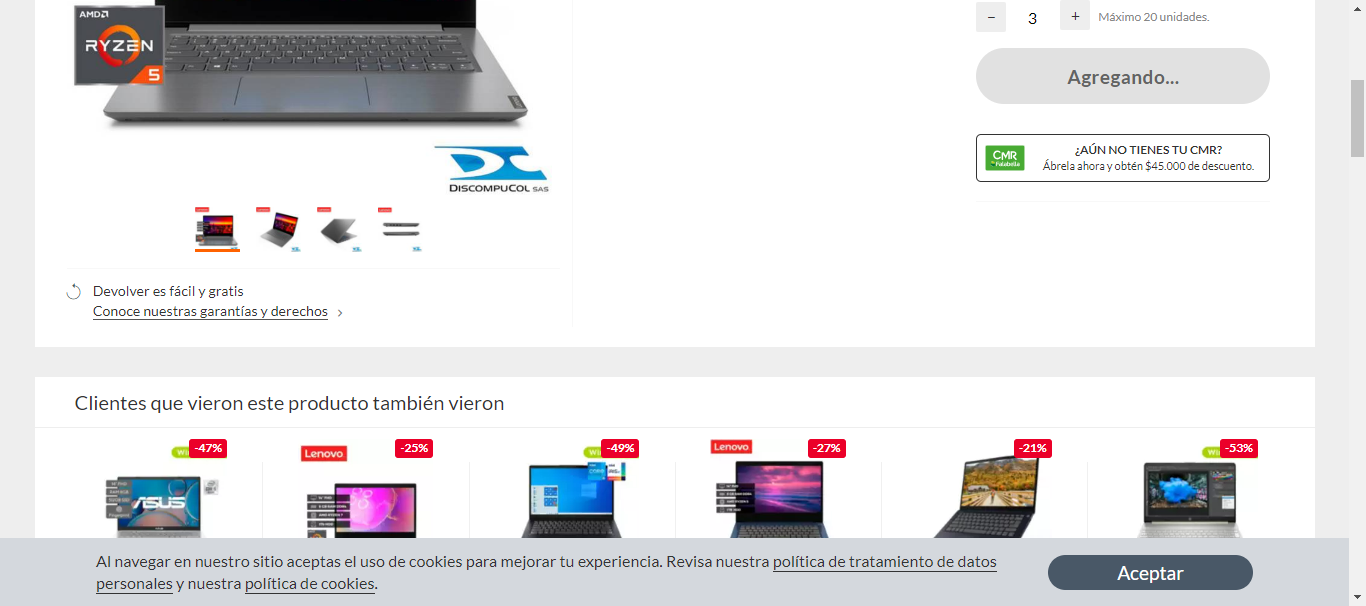 AMD
RYZEN
5
− 3 + Máximo 20 unidades.
Agregando...
CMR
Falabella
¿AÚN NO TIENES TU CMR?
Ábrela ahora y obtén $45.000 de descuento.
DISCOMPUCOL SAS
Devolver es fácil y gratis
Conoce nuestras garantías y derechos
Clientes que vieron este producto también vieron
-47%
-25%
-49%
-27%
-21%
-53%
Lenovo
Lenovo
ASUS
Al navegar en nuestro sitio aceptas el uso de cookies para mejorar tu experiencia. Revisa nuestra política de tratamiento de datos
personales y nuestra política de cookies.
Aceptar